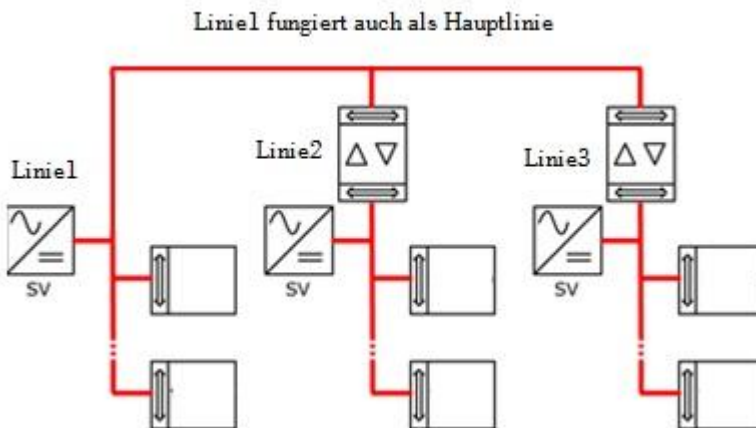 Linie1 fungiert auch als Hauptlinie
Linie1
Linie2
Linie3
SV
SV
SV